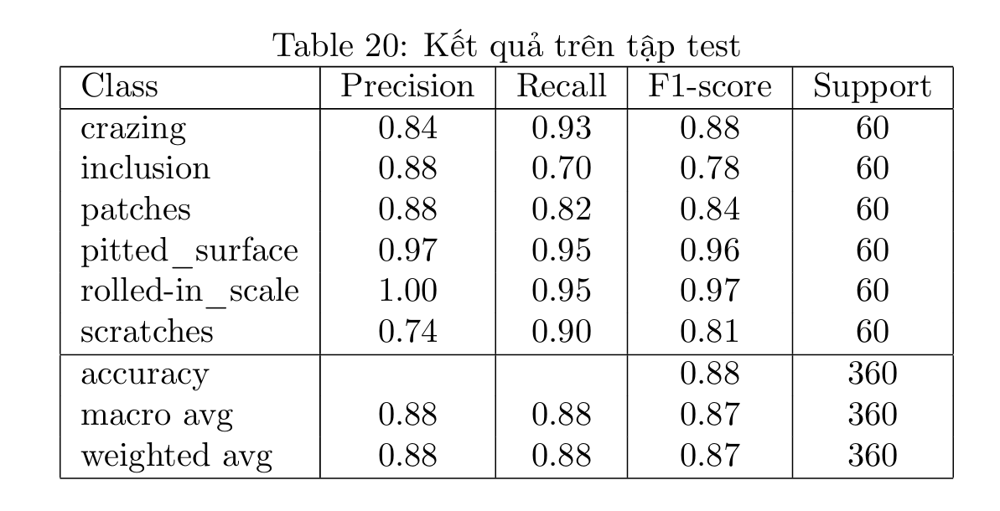 Table 20: Kết quả trên tập test
Class Precision Recall F1-score Support
crazing 0.84 0.93 0.88 60
inclusion 0.88 0.70 0.78 60
patches 0.88 0.82 0.84 60
pitted_surface 0.97 0.95 0.96 60
rolled-in_scale 1.00 0.95 0.97 60
scratches 0.74 0.90 0.81 60
accuracy 0.88 360
macro avg 0.88 0.88 0.87 360
weighted avg 0.88 0.88 0.87 360